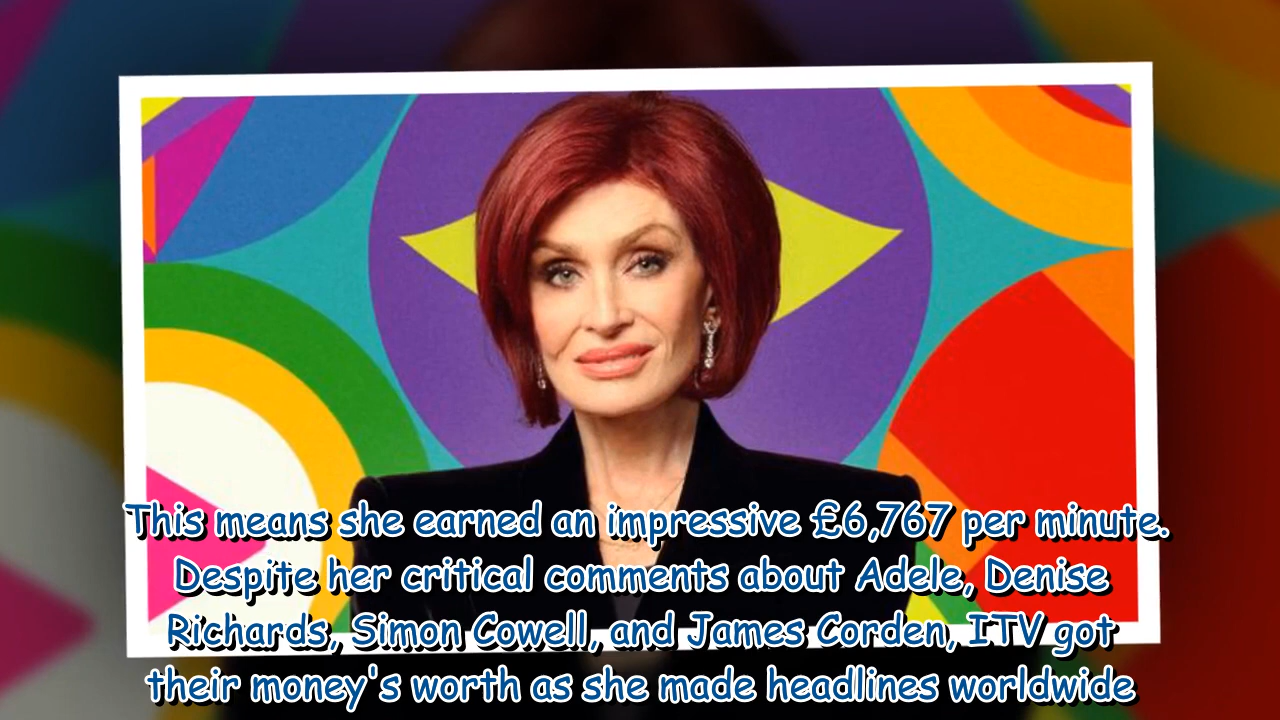 This means she earned an impressive £6,767 per minute.
Despite her critical comments about Adele, Denise
Richards, Simon Cowell, and James Corden, ITV got
their money's worth as she made headlines worldwide